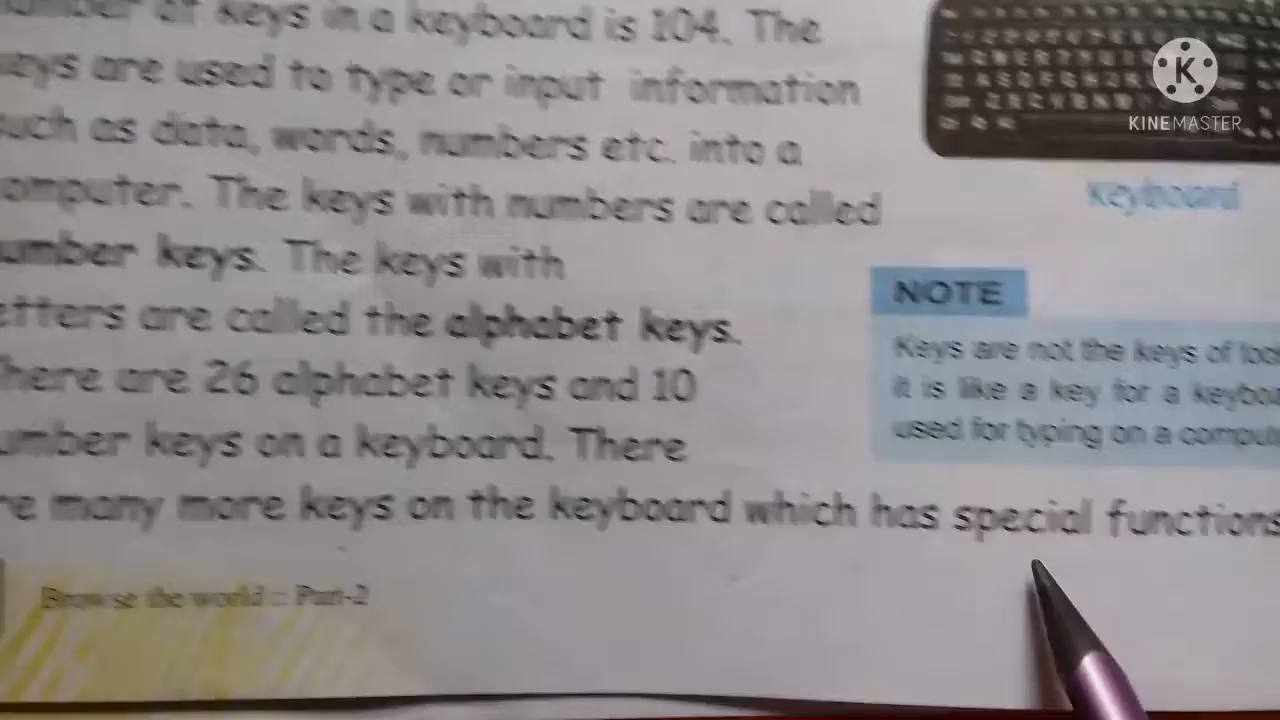 number of keys in a keyboard is 104. The
keys are used to type or input information
such as data, words, numbers etc. into a
computer. The keys with numbers are called
number keys. The keys with
letters are called the alphabet keys.
There are 26 alphabet keys and 10
number keys on a keyboard. There
are many more keys on the keyboard which has special functions
Browse the world :: Part-2
KINEMASTER
Keyboard
NOTE
Keys are not the keys of
it is like a key for a
used for typing on a